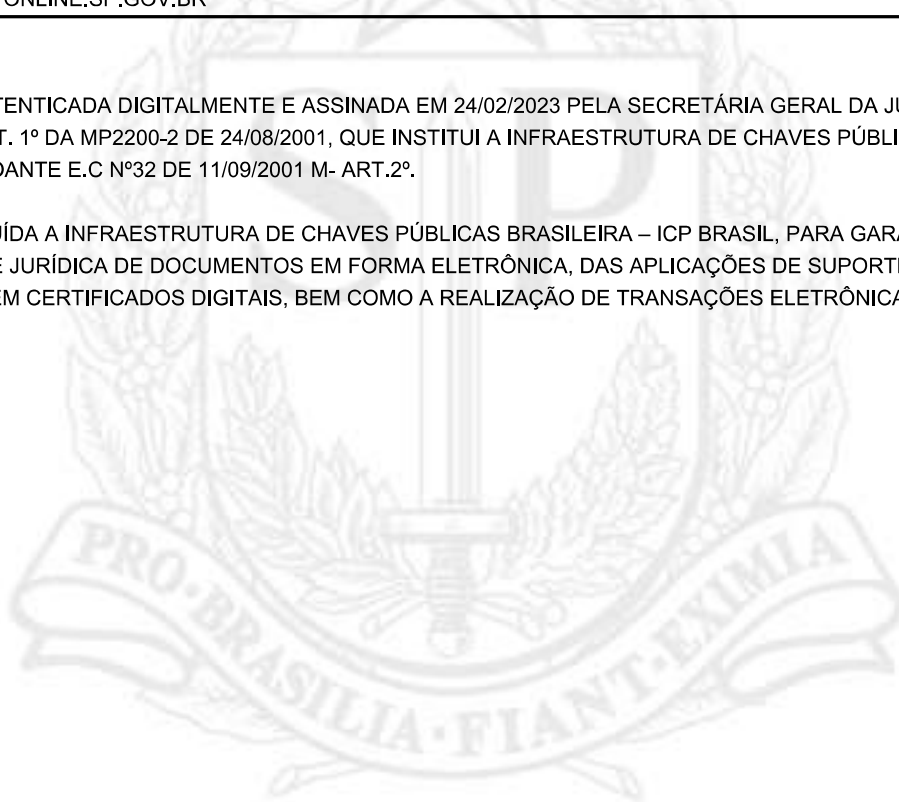 ONLINE.SP.GOV.BR
TENTICADA DIGITALMENTE E ASSINADA EM 24/02/2023 PELA SECRETÁRIA GERAL DA JU
T. 1º DA MP2200-2 DE 24/08/2001, QUE INSTITUI A INFRAESTRUTURA DE CHAVES PÚBLI
DANTE E.C Nº32 DE 11/09/2001 M- ART.2º.
UÍDA A INFRAESTRUTURA DE CHAVES PÚBLICAS BRASILEIRA – ICP BRASIL, PARA GARA
E JURÍDICA DE DOCUMENTOS EM FORMA ELETRÔNICA, DAS APLICAÇÕES DE SUPORT
EM CERTIFICADOS DIGITAIS, BEM COMO A REALIZAÇÃO DE TRANSAÇÕES ELETRÔNICA
SP
PRO·BRASILIA·FIANT·EXIMIA